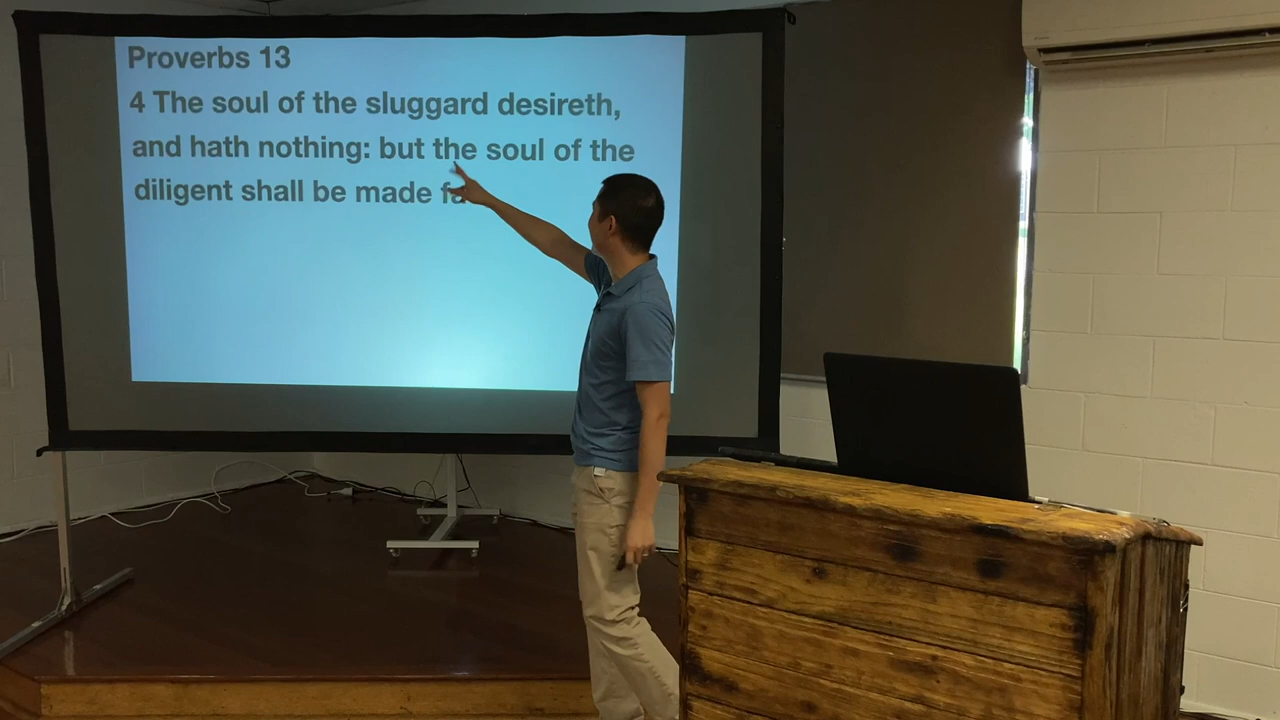 Proverbs 13
4 The soul of the sluggard desireth,
and hath nothing: but the soul of the
diligent shall be made